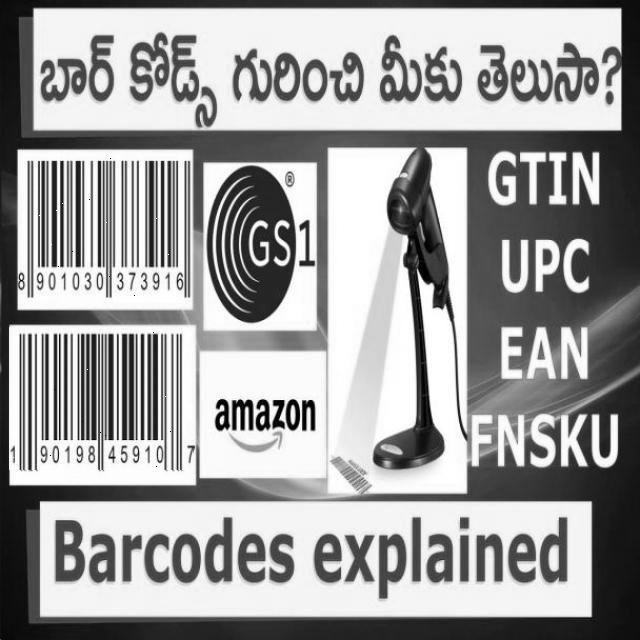 బార్ కోడ్స్ గురించి మీకు తెలుసా?
8 901030 373916
GS1®
GTIN
UPC
EAN
FNSKU
1 90198 45910 7
amazon
Barcodes explained